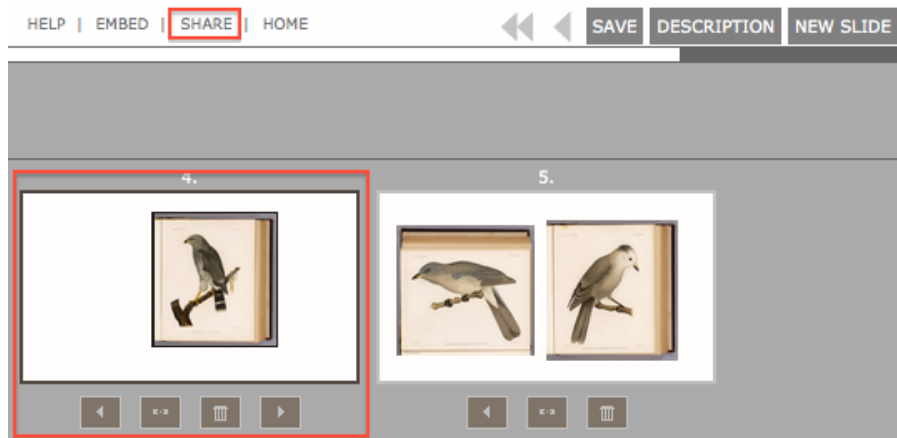 HELP | EMBED | SHARE | HOME
SAVE DESCRIPTION NEW SLIDE
4.
5.